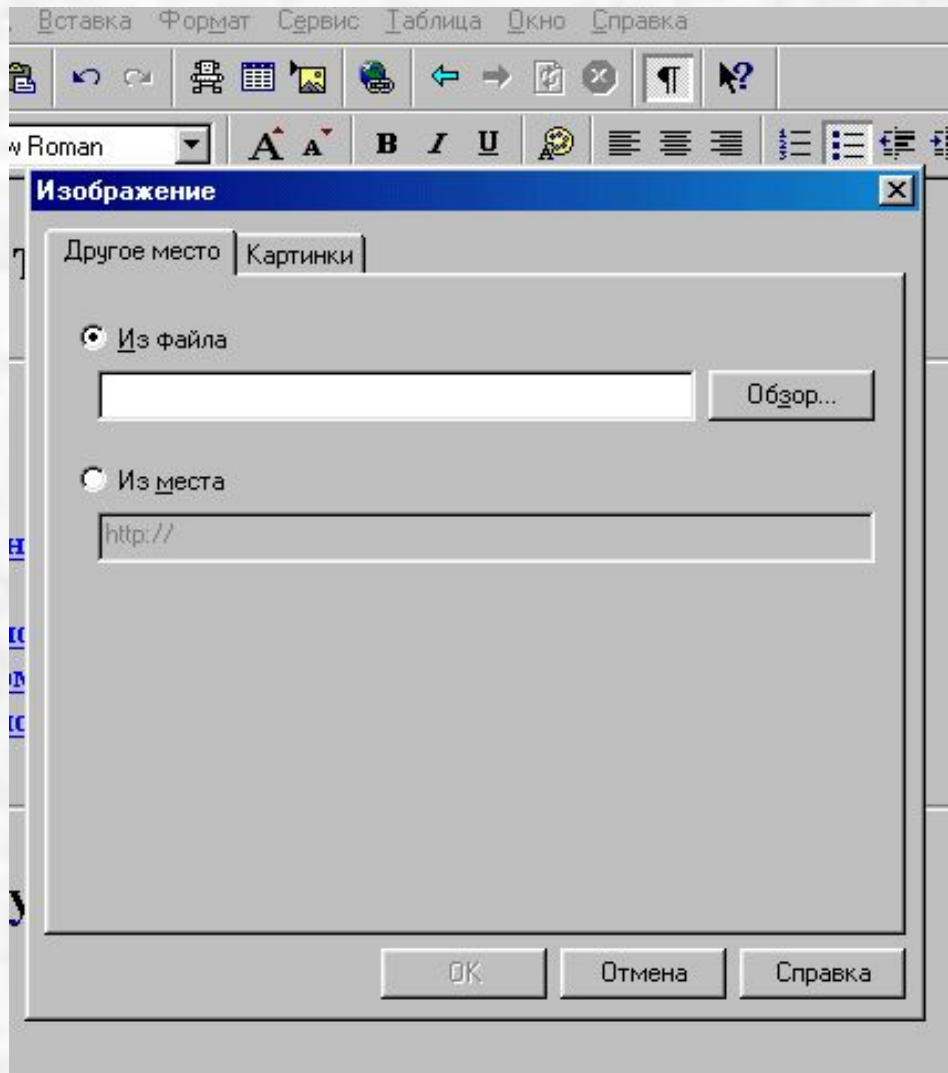 Вставка Формат Сервис Таблица Окно Справка
w Roman
A A B I U
Изображение
Другое место Картинки
Из файла
Обзор...
Из места
http://
OK Отмена Справка